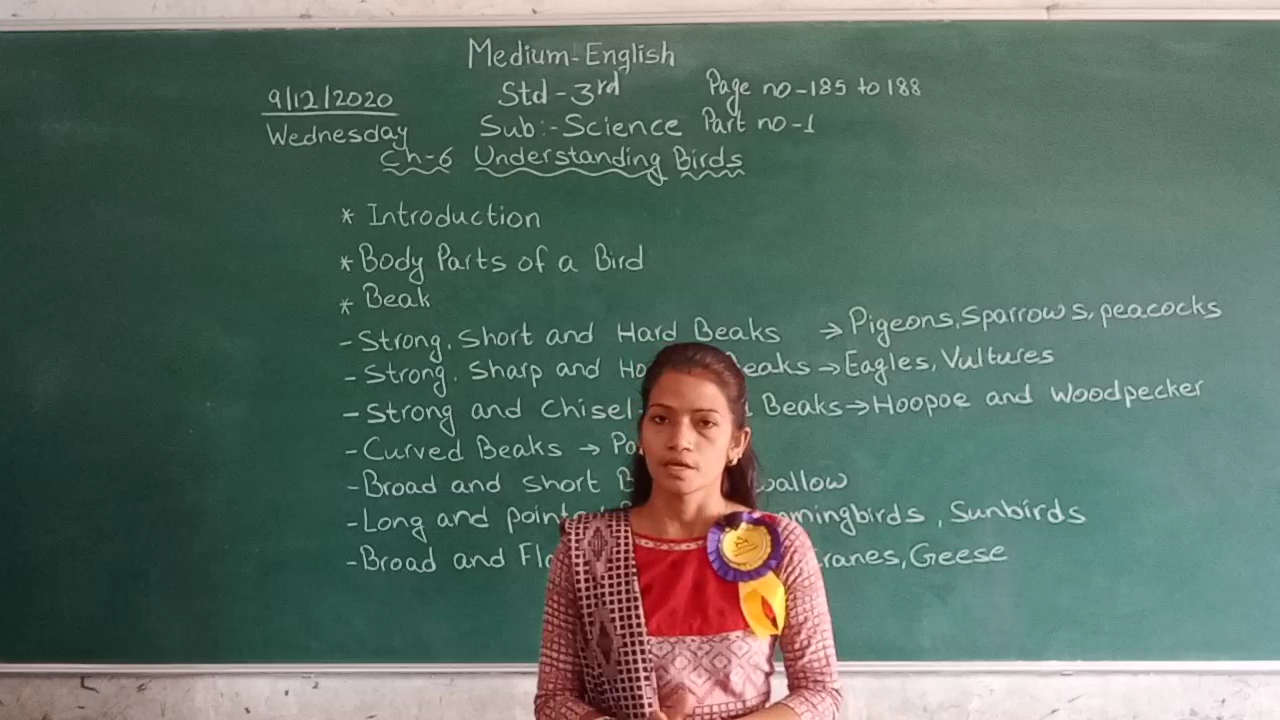 Medium-English
9/12/2020 Std-3rd Page no-185 to 188
Wednesday Sub:-Science Part no-1
Ch-6 Understanding Birds
* Introduction
* Body Parts of a Bird
* Beak
-Strong, Short and Hard Beaks → Pigeons, Sparrows, peacocks
-Strong, Sharp and Beaks → Eagles, Vultures
-Strong and Chisel- Beaks → Hoopoe and Woodpecker
-Curved Beaks →
-Broad and Short
-Long and , Sunbirds
-Broad and , Geese